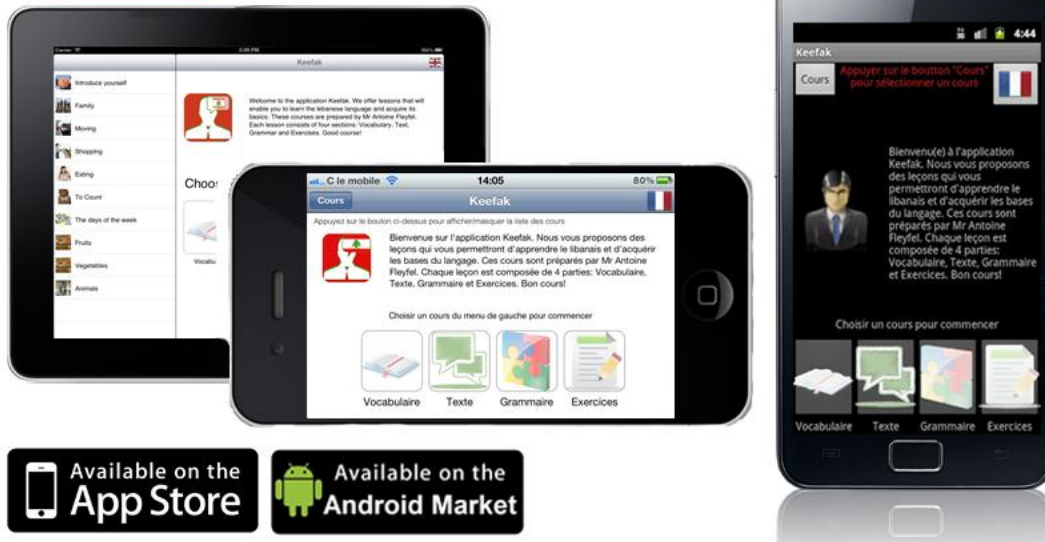 Carrier
2:05 PM
100%
Keefak
Introduce yourself
Family
Moving
Shopping
Eating
To Count
The days of the week
Fruits
Vegetables
Animals
Welcome to the application Keefak. We offer lessons that will
enable you to learn the lebanese language and acquire its
basics. These courses are prepared by Mr Antoine Fleyfel.
Each lesson consists of four sections: Vocabulary, Text,
Grammar and Exercises. Good course!
Choo
Vocabu
C le mobile
14:05
80%
Cours
Keefak
Appuyez sur le bouton ci-dessus pour afficher/masquer la liste des cours
Bienvenue sur l'application Keefak. Nous vous proposons des
leçons qui vous permettront d'apprendre le libanais et d'acquérir
les bases du langage. Ces cours sont préparés par Mr Antoine
Fleyfel. Chaque leçon est composée de 4 parties: Vocabulaire,
Texte, Grammaire et Exercices. Bon cours!
Choisir un cours du menu de gauche pour commencer
Vocabulaire Texte Grammaire Exercices
4:44
Keefak
Cours
Appuyer sur le boutton "Cours"
pour sélectionner un cours
Bienvenu(e) à l'application
Keefak. Nous vous proposons
des leçons qui vous
permettront d'apprendre le
libanais et d'acquérir les bases
du langage. Ces cours sont
préparés par Mr Antoine
Fleyfel. Chaque leçon est
composée de 4 parties:
Vocabulaire, Texte, Grammaire
et Exercices. Bon cours!
Choisir un cours pour commencer
Vocabulaire Texte Grammaire Exercices
Available on the
App Store
Available on the
Android Market